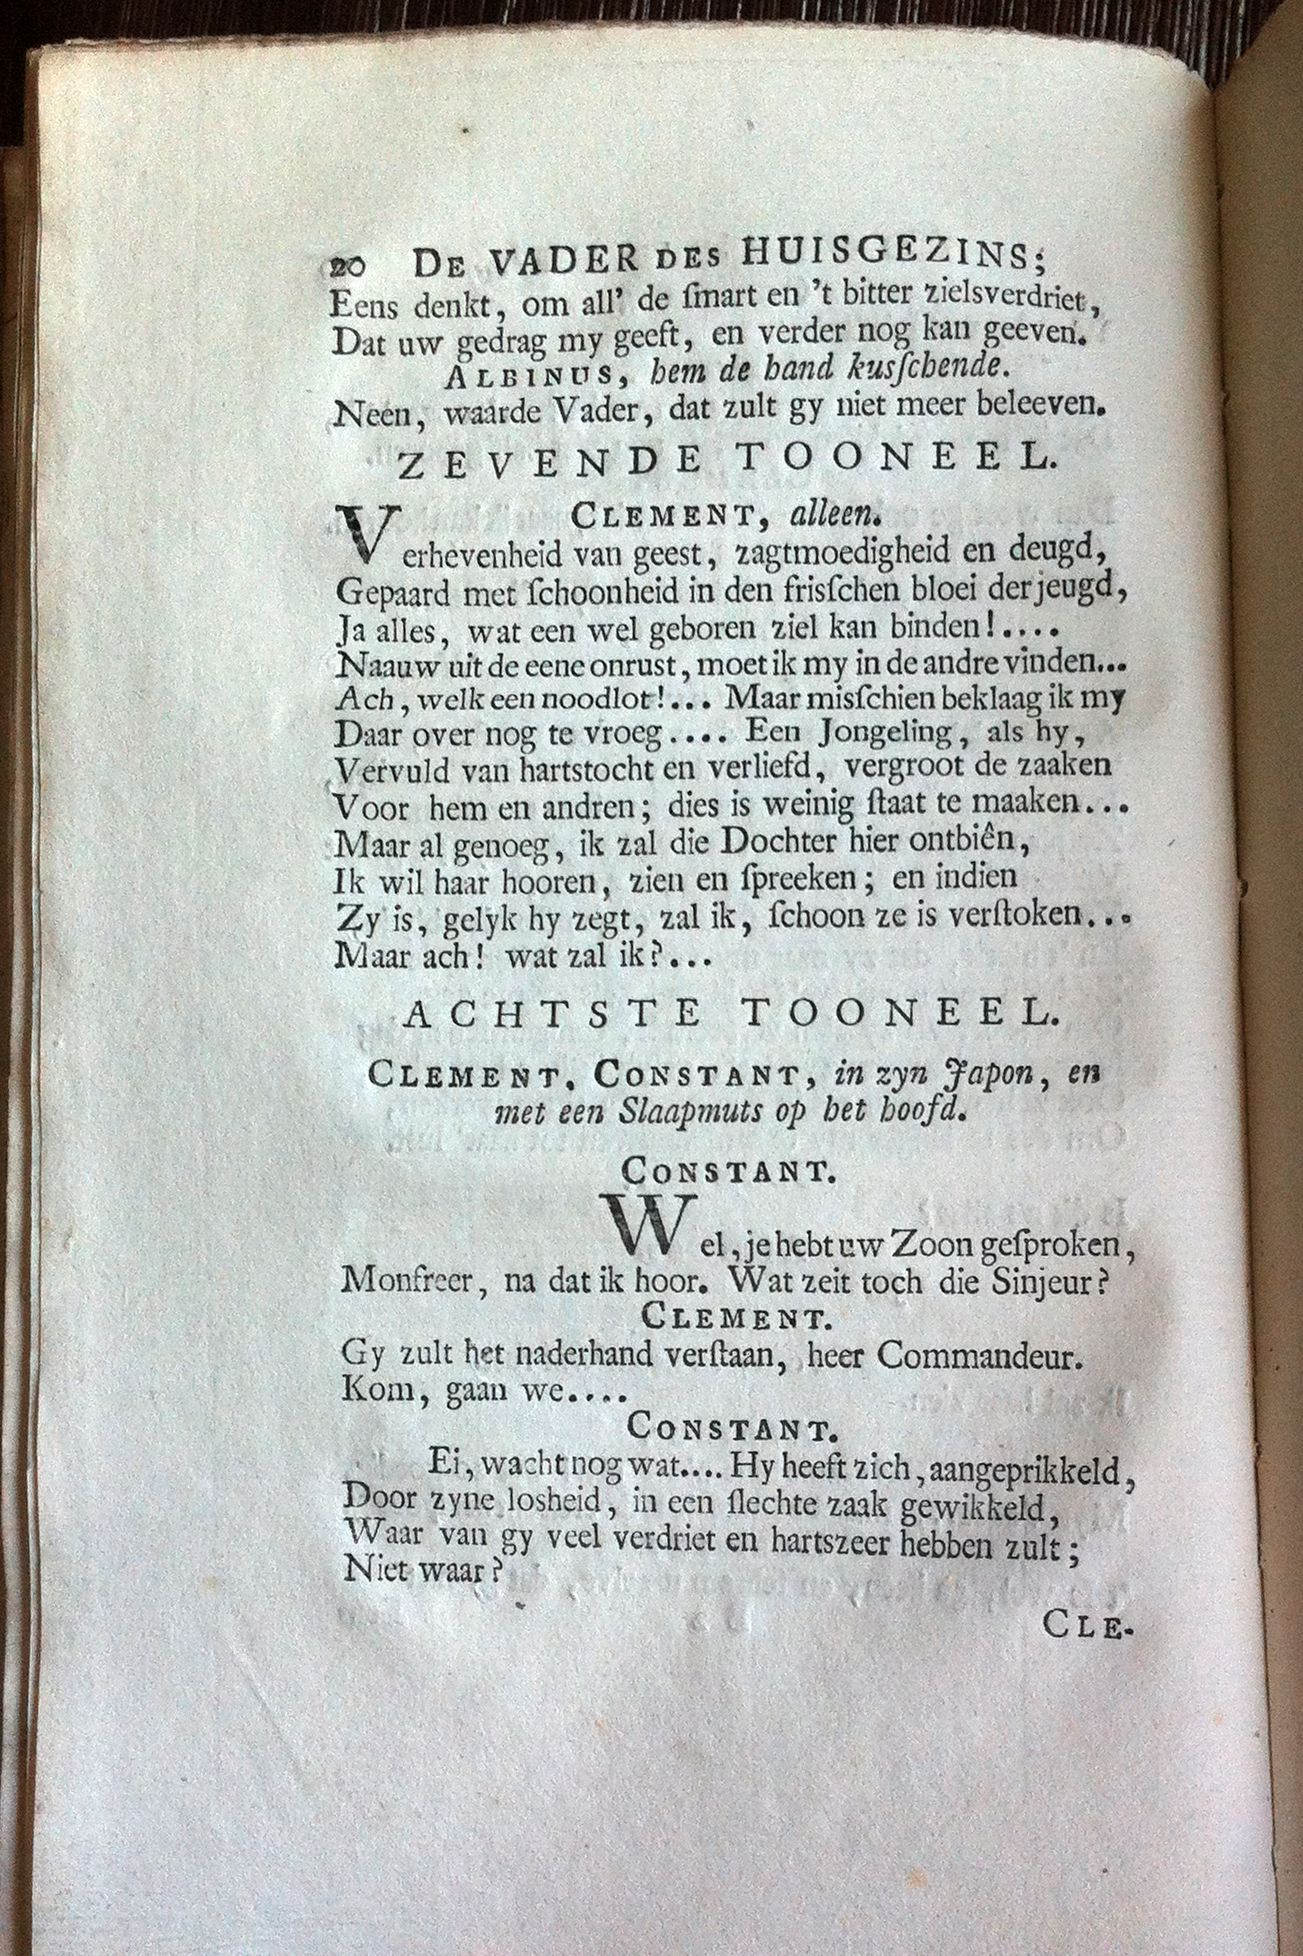 20 DE VADER DES HUISGEZINS;
Eens denkt, om all' de ſmart en 't bitter zielsverdriet,
Dat uw gedrag my geeft, en verder nog kan geeven.
ALBINUS, hem de hand kusſchende.
Neen, waarde Vader, dat zult gy niet meer beleeven.
ZEVENDE TOONEEL.
CLEMENT, alleen.
Verhevenheid van geest, zagtmoedigheid en deugd,
Gepaard met ſchoonheid in den frisſchen bloei der jeugd,
Ja alles, wat een wel geboren ziel kan binden!....
Naauw uit de eene onrust, moet ik my in de andre vinden...
Ach, welk een noodlot!... Maar misſchien beklaag ik my
Daar over nog te vroeg.... Een Jongeling, als hy,
Vervuld van hartstocht en verliefd, vergroot de zaaken
Voor hem en andren; dies is weinig ſtaat te maaken...
Maar al genoeg, ik zal die Dochter hier ontbiên,
Ik wil haar hooren, zien en ſpreeken; en indien
Zy is, gelyk hy zegt, zal ik, ſchoon ze is verſtoken...
Maar ach! wat zal ik?...
ACHTSTE TOONEEL.
CLEMENT. CONSTANT, in zyn Japon, en
met een Slaapmuts op het hoofd.
CONSTANT.
Wel, je hebt uw Zoon geſproken,
Monfreer, na dat ik hoor. Wat zeit toch die Sinjeur?
CLEMENT.
Gy zult het naderhand verſtaan, heer Commandeur.
Kom, gaan we....
CONSTANT.
Ei, wacht nog wat.... Hy heeft zich, aangeprikkeld,
Door zyne losheid, in een ſlechte zaak gewikkeld,
Waar van gy veel verdriet en hartszeer hebben zult;
Niet waar?
CLE-